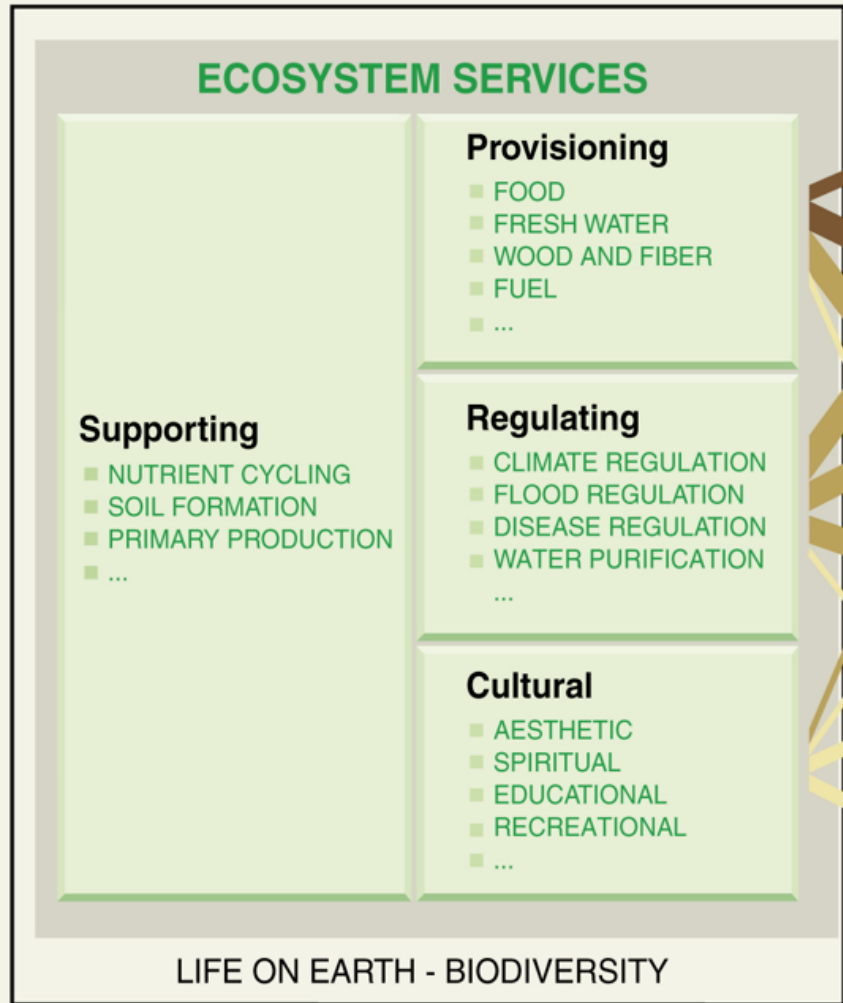 ECOSYSTEM SERVICES
Supporting
NUTRIENT CYCLING
SOIL FORMATION
PRIMARY PRODUCTION
...
Provisioning
FOOD
FRESH WATER
WOOD AND FIBER
FUEL
...
Regulating
CLIMATE REGULATION
FLOOD REGULATION
DISEASE REGULATION
WATER PURIFICATION
...
Cultural
AESTHETIC
SPIRITUAL
EDUCATIONAL
RECREATIONAL
...
LIFE ON EARTH - BIODIVERSITY